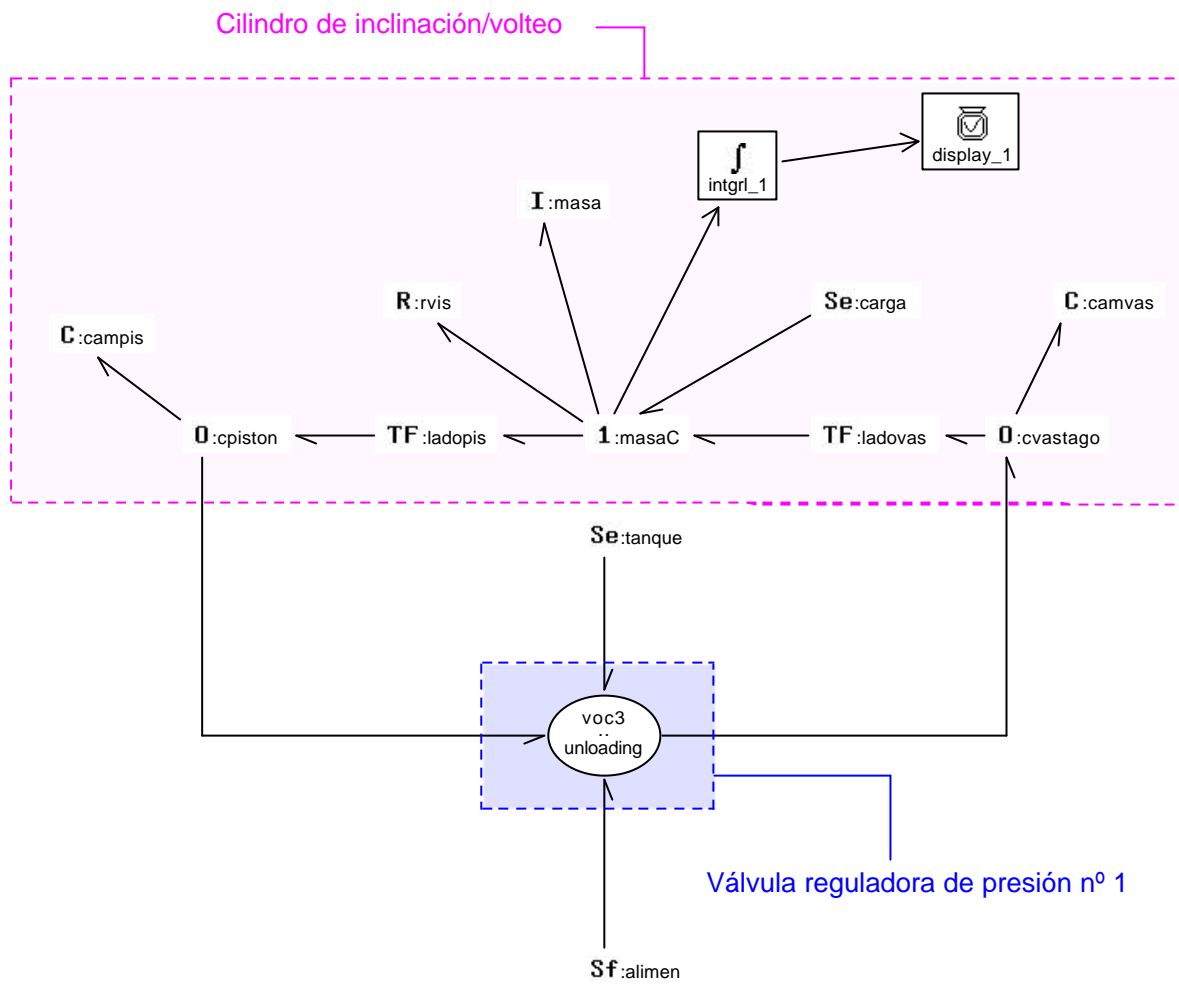 Cilindro de inclinación/volteo
display_1
∫
intgrl_1
I:masa
R:rvis
Se:carga
C:camvas
C:campis
0:cpiston
TF:ladopis
1:masaC
TF:ladovas
0:cvastago
Se:tanque
voc3
..
unloading
Válvula reguladora de presión nº 1
Sf:alimen